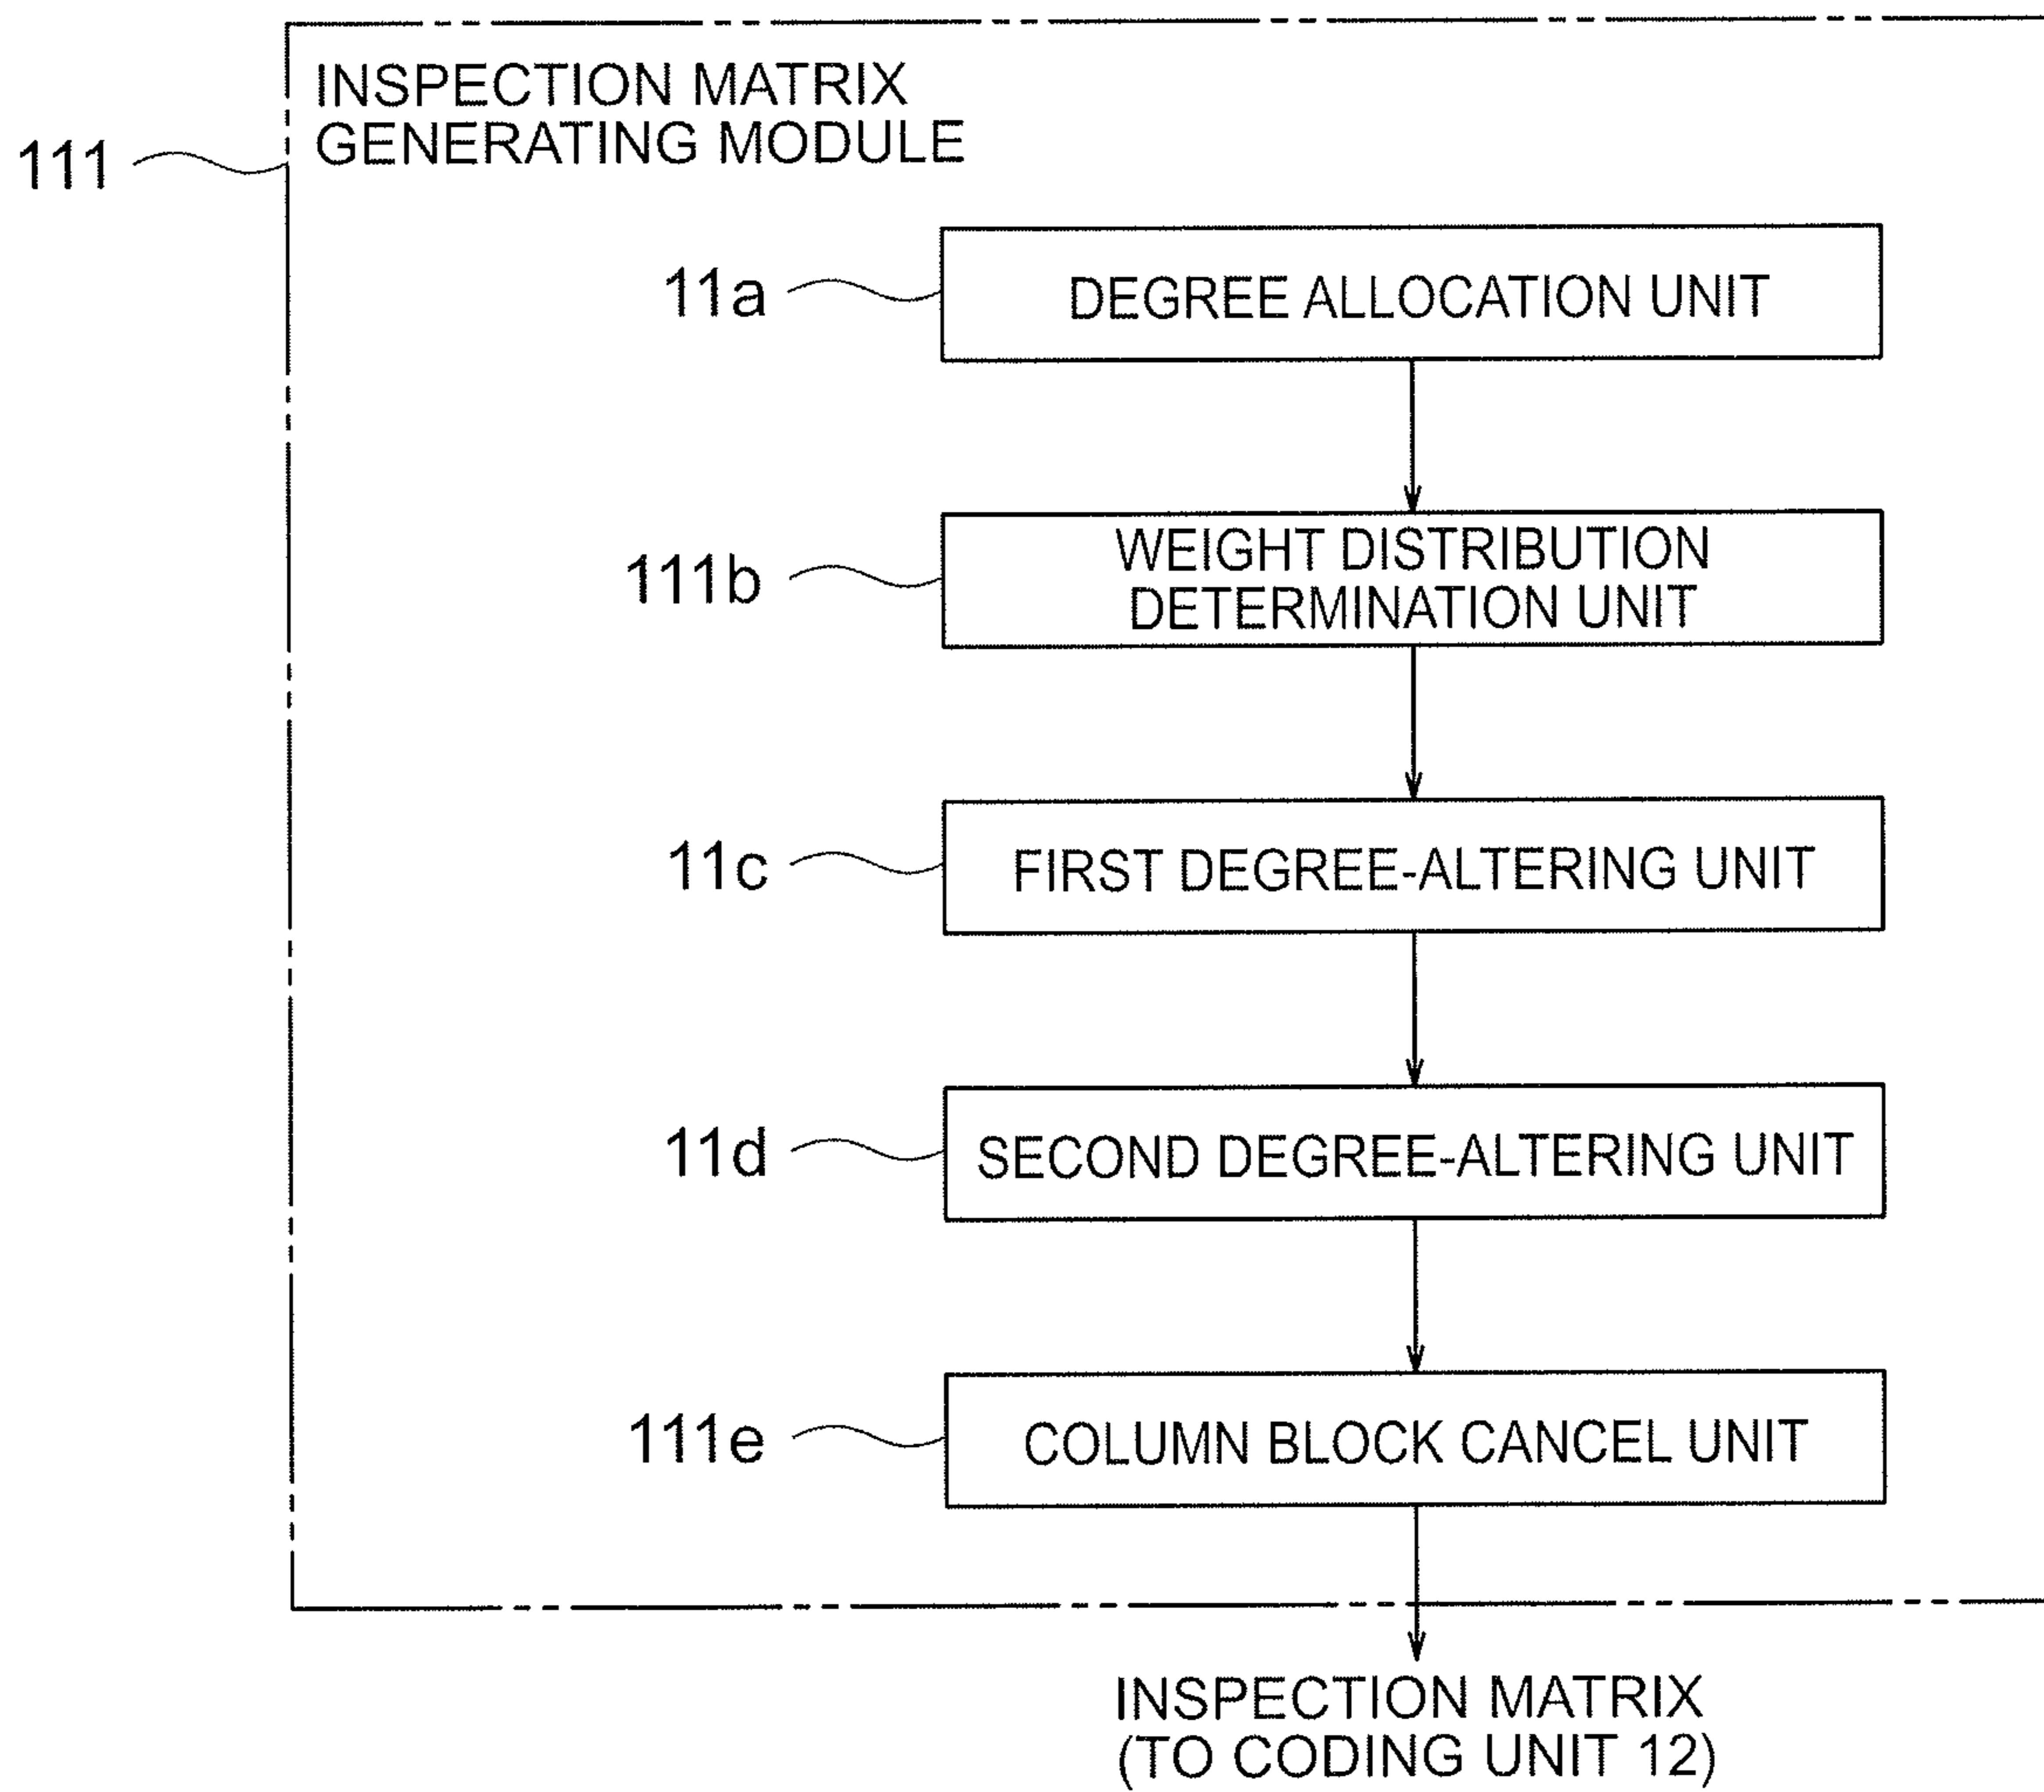 INSPECTION MATRIX
GENERATING MODULE
111
11a
DEGREE ALLOCATION UNIT
111b
WEIGHT DISTRIBUTION
DETERMINATION UNIT
11c
FIRST DEGREE-ALTERING UNIT
11d
SECOND DEGREE-ALTERING UNIT
111e
COLUMN BLOCK CANCEL UNIT
INSPECTION MATRIX
(TO CODING UNIT 12)